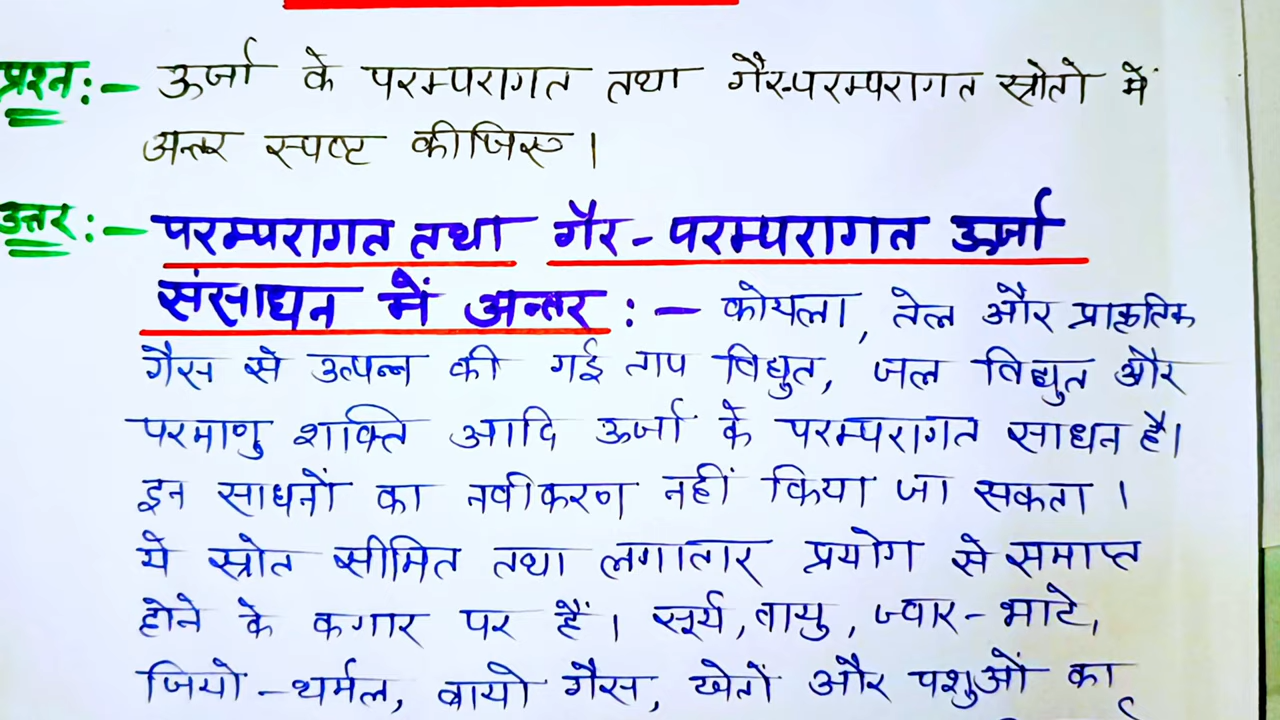 प्रश्न:- ऊर्जा के परम्परागत तथा गैर-परम्परागत स्रोतो में
अन्तर स्पष्ट कीजिए।
उत्तर:- परम्परागत तथा गैर-परम्परागत ऊर्जा
संसाधन में अन्तर :- कोयला, तेल और प्राकृतिक
गैस से उत्पन्न की गई ताप विद्युत, जल विद्युत और
परमाणु शक्ति आदि ऊर्जा के परम्परागत साधन है।
इन साधनों का नवीकरण नहीं किया जा सकता।
ये स्रोत सीमित तथा लगातार प्रयोग से समाप्त
होने के कगार पर हैं। सूर्य, वायु, ज्वार-भाटे,
जियो-थर्मल, बायो गैस, खेतों और पशुओं का